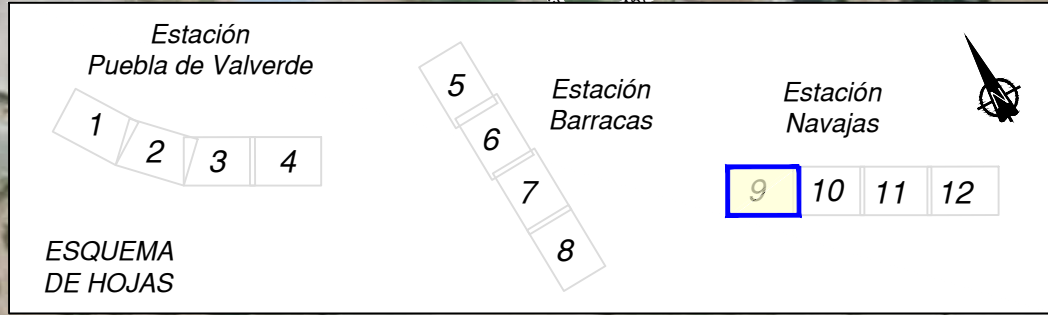 Estación
Puebla de Valverde
1
2
3
4
5
6
7
8
Estación
Barracas
Estación
Navajas
9
10
11
12
N
ESQUEMA
DE HOJAS